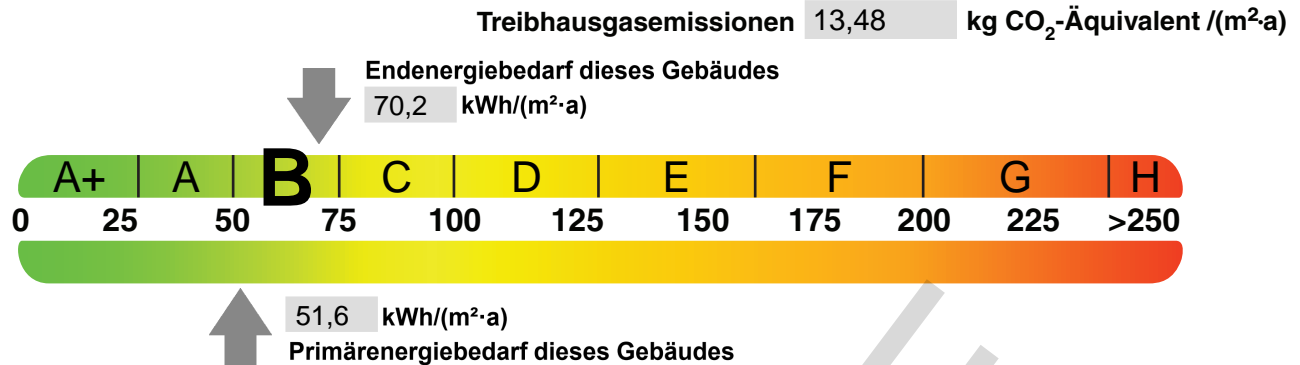 Treibhausgasemissionen 13,48 kg CO₂-Äquivalent /(m²·a)
Endenergiebedarf dieses Gebäudes
70,2 kWh/(m²·a)
A+ A B C D E F G H
0 25 50 75 100 125 150 175 200 225 >250
51,6 kWh/(m²·a)
Primärenergiebedarf dieses Gebäudes